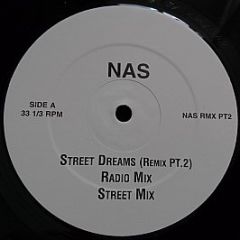 NAS
SIDE A
33 1/3 RPM
NAS RMX PT2
STREET DREAMS (REMIX PT.2)
RADIO MIX
STREET MIX